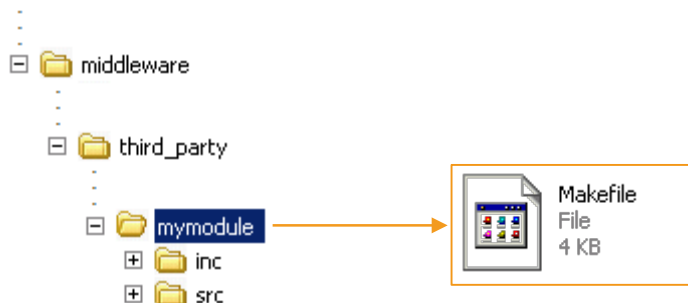 middleware
third_party
mymodule
inc
src
Makefile
File
4 KB